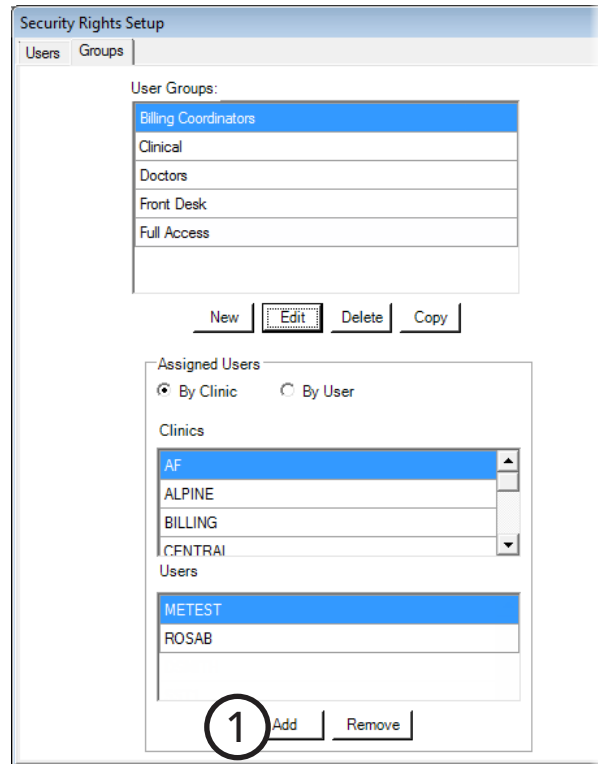 Security Rights Setup
Users Groups
User Groups:
Billing Coordinators
Clinical
Doctors
Front Desk
Full Access
New Edit Delete Copy
Assigned Users
By Clinic By User
Clinics
AF
ALPINE
BILLING
CENTRAL
Users
METEST
ROSAB
1 Add Remove